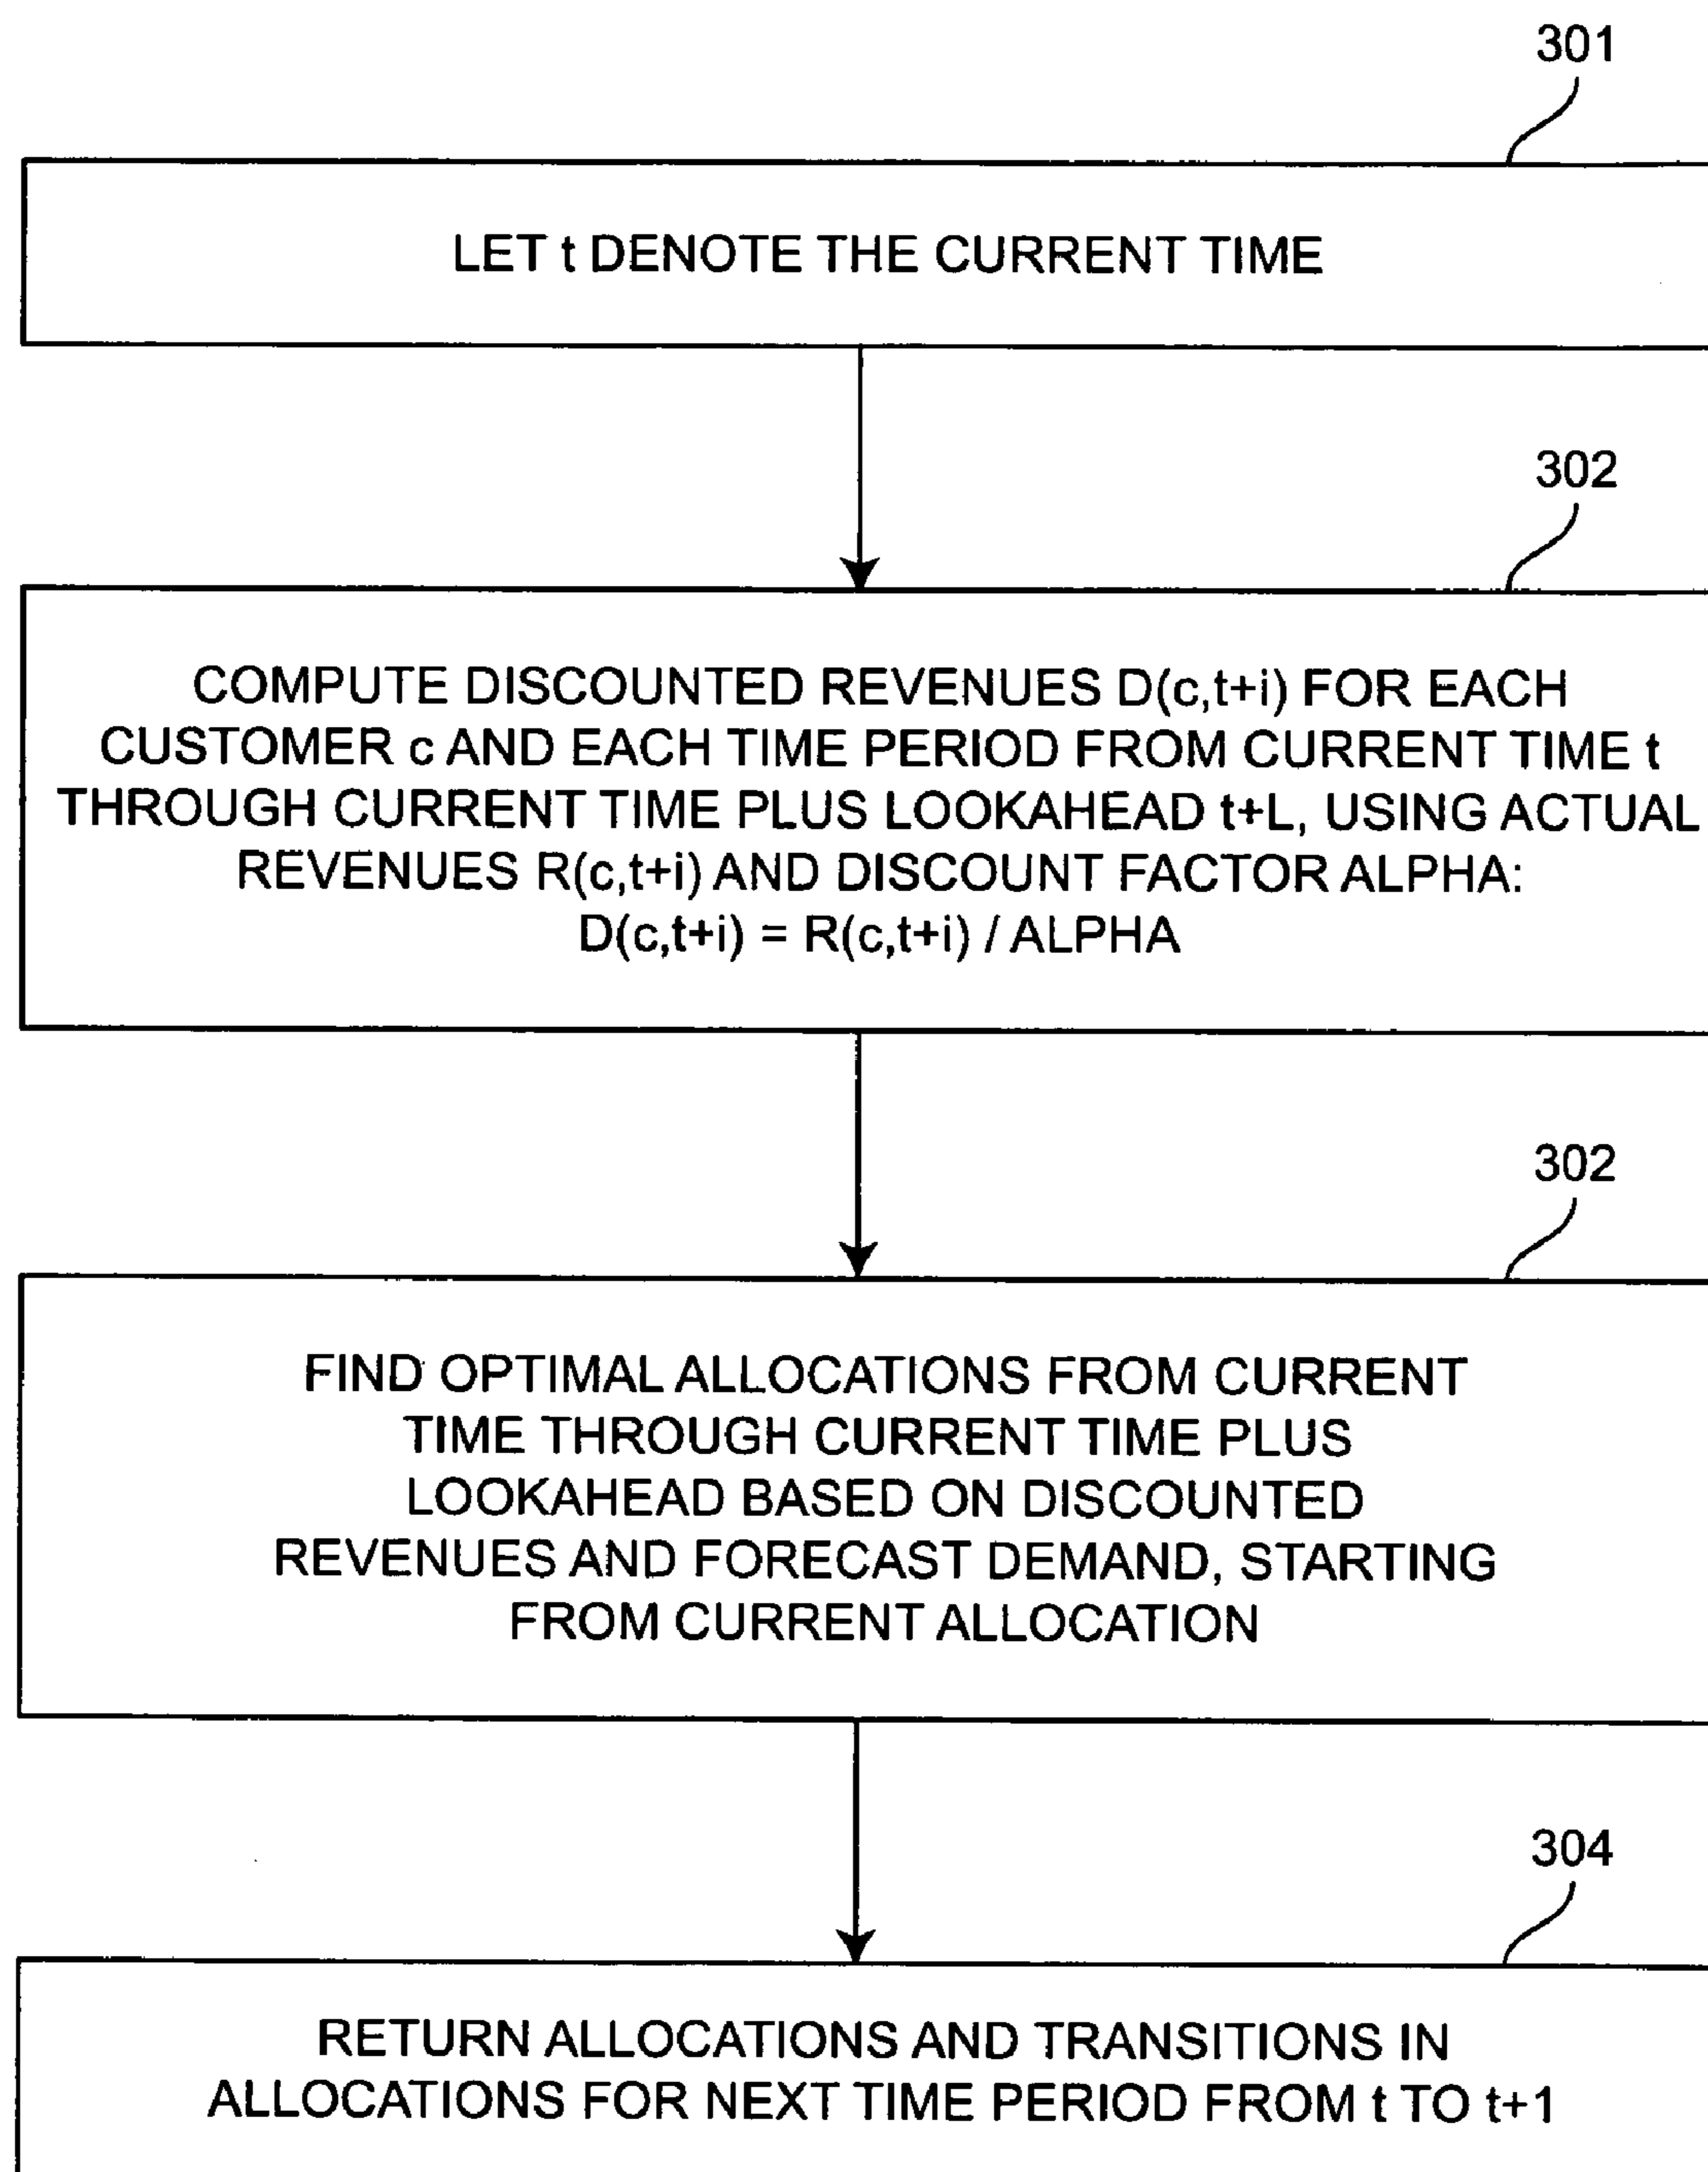 301
LET t DENOTE THE CURRENT TIME
302
COMPUTE DISCOUNTED REVENUES D(c,t+i) FOR EACH
CUSTOMER c AND EACH TIME PERIOD FROM CURRENT TIME t
THROUGH CURRENT TIME PLUS LOOKAHEAD t+L, USING ACTUAL
REVENUES R(c,t+i) AND DISCOUNT FACTOR ALPHA:
D(c,t+i) = R(c,t+i) / ALPHA
302
FIND OPTIMAL ALLOCATIONS FROM CURRENT
TIME THROUGH CURRENT TIME PLUS
LOOKAHEAD BASED ON DISCOUNTED
REVENUES AND FORECAST DEMAND, STARTING
FROM CURRENT ALLOCATION
304
RETURN ALLOCATIONS AND TRANSITIONS IN
ALLOCATIONS FOR NEXT TIME PERIOD FROM t TO t+1